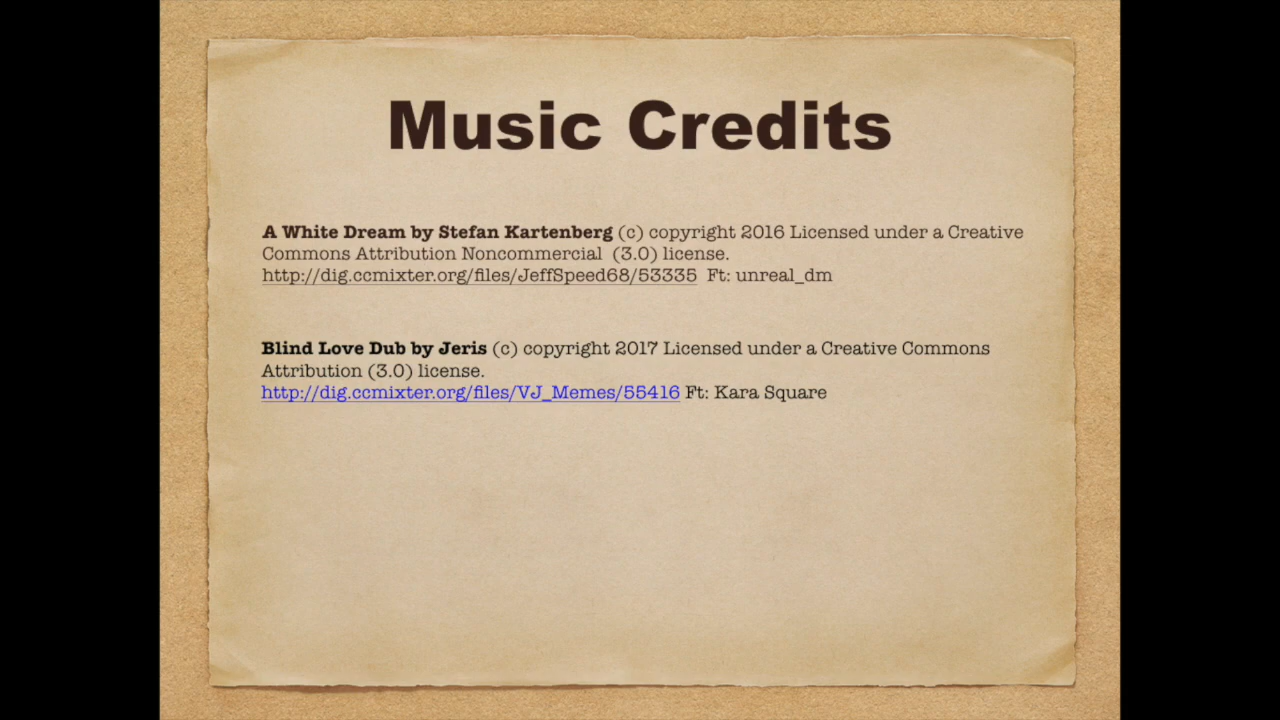 Music Credits
A White Dream by Stefan Kartenberg (c) copyright 2016 Licensed under a Creative
Commons Attribution Noncommercial  (3.0) license.
http://dig.ccmixter.org/files/JeffSpeed68/53335  Ft: unreal_dm
Blind Love Dub by Jeris (c) copyright 2017 Licensed under a Creative Commons
Attribution (3.0) license.
http://dig.ccmixter.org/files/VJ_Memes/55416 Ft: Kara Square